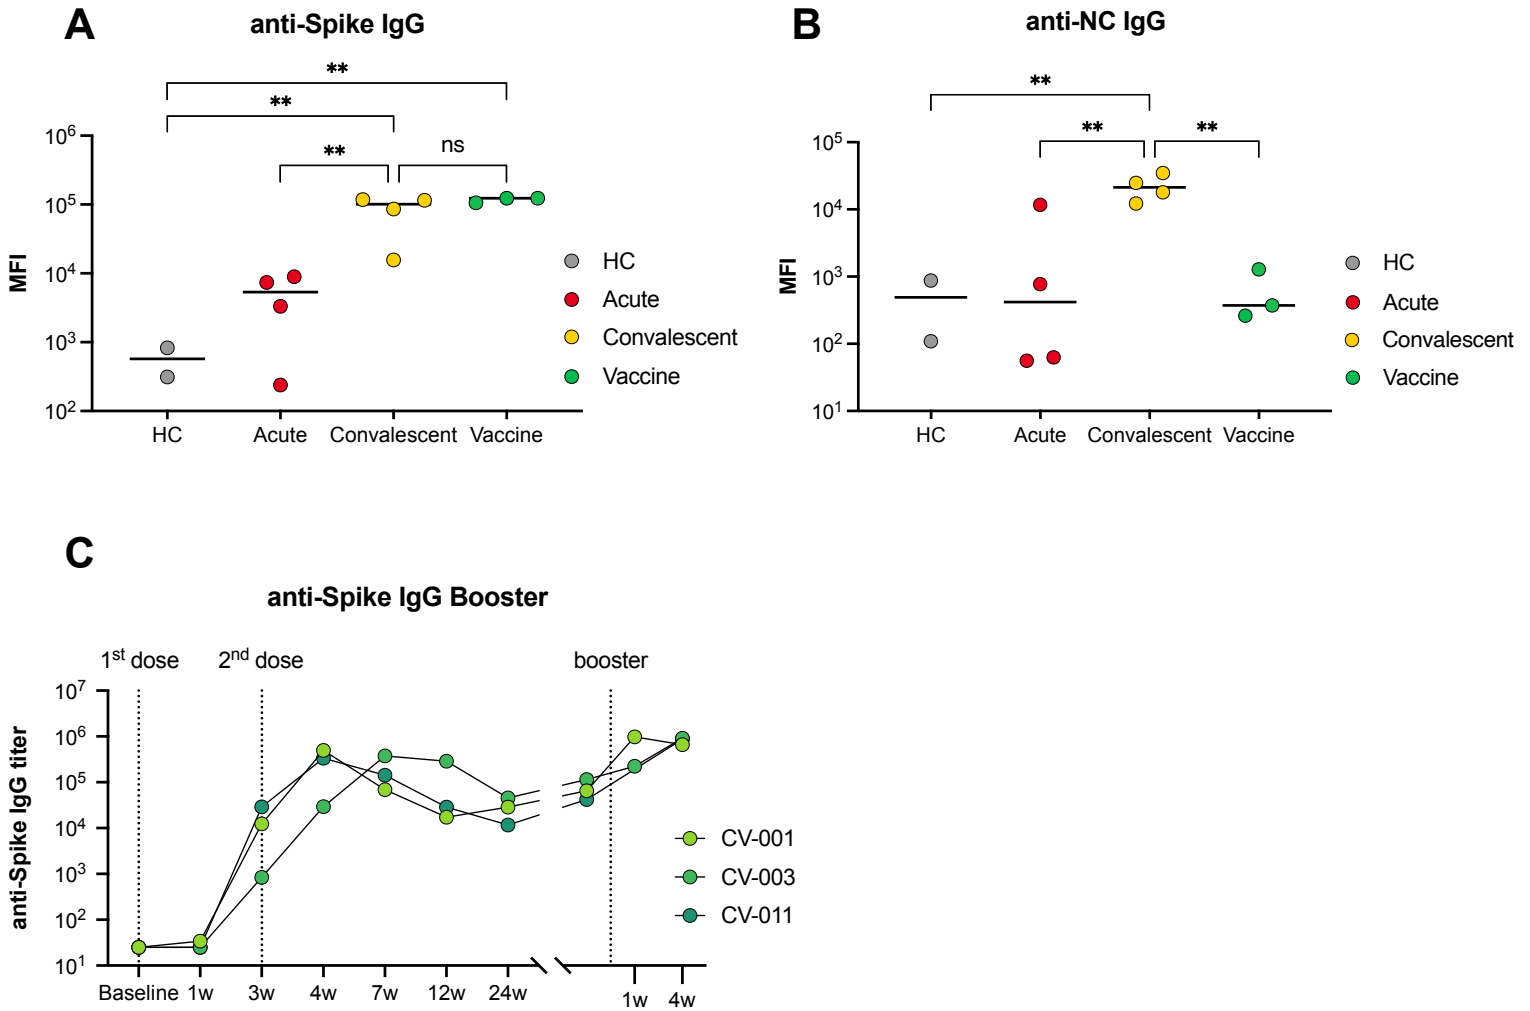 A
anti-Spike IgG
**
**
**
ns
10⁶
10⁵
10⁴
10³
10²
MFI
HC
Acute
Convalescent
Vaccine
HC
Acute
Convalescent
Vaccine
B
anti-NC IgG
**
**
**
10⁵
10⁴
10³
10²
10¹
MFI
HC
Acute
Convalescent
Vaccine
HC
Acute
Convalescent
Vaccine
C
anti-Spike IgG Booster
1ˢᵗ dose
2ⁿᵈ dose
booster
10⁷
10⁶
10⁵
10⁴
10³
10²
10¹
anti-Spike IgG titer
Baseline 1w 3w 4w 7w 12w 24w 1w 4w
CV-001
CV-003
CV-011